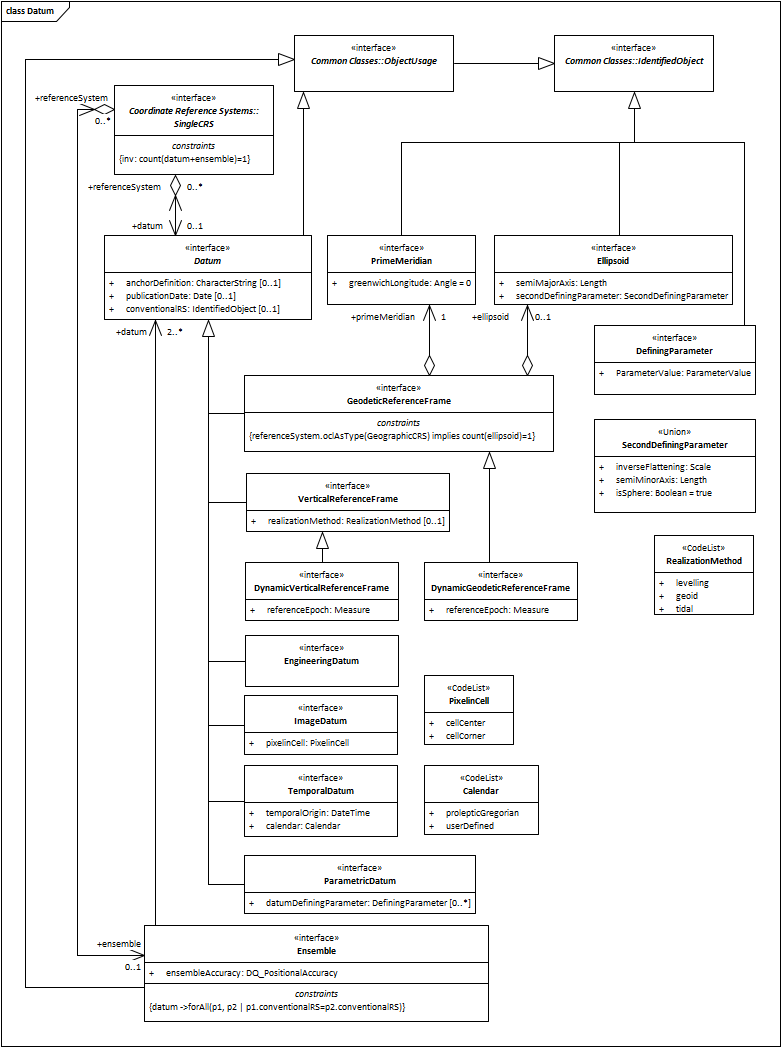 class Datum
«interface»
Common Classes::ObjectUsage
«interface»
Common Classes::IdentifiedObject
+referenceSystem
0..*
«interface»
Coordinate Reference Systems::
SingleCRS
constraints
{inv: count(datum+ensemble)=1}
+referenceSystem
0..*
+datum
0..1
«interface»
Datum
+ anchorDefinition: CharacterString [0..1]
+ publicationDate: Date [0..1]
+ conventionalRS: IdentifiedObject [0..1]
«interface»
PrimeMeridian
+ greenwichLongitude: Angle = 0
«interface»
Ellipsoid
+ semiMajorAxis: Length
+ secondDefiningParameter: SecondDefiningParameter
+datum
2..*
+primeMeridian
1
+ellipsoid
0..1
«interface»
DefiningParameter
+ ParameterValue: ParameterValue
«interface»
GeodeticReferenceFrame
constraints
{referenceSystem.oclAsType(GeographicCRS) implies count(ellipsoid)=1}
«Union»
SecondDefiningParameter
+ inverseFlattening: Scale
+ semiMinorAxis: Length
+ isSphere: Boolean = true
«interface»
VerticalReferenceFrame
+ realizationMethod: RealizationMethod [0..1]
«CodeList»
RealizationMethod
+ levelling
+ geoid
+ tidal
«interface»
DynamicVerticalReferenceFrame
+ referenceEpoch: Measure
«interface»
DynamicGeodeticReferenceFrame
+ referenceEpoch: Measure
«interface»
EngineeringDatum
«interface»
ImageDatum
+ pixelinCell: PixelinCell
«CodeList»
PixelinCell
+ cellCenter
+ cellCorner
«interface»
TemporalDatum
+ temporalOrigin: DateTime
+ calendar: Calendar
«CodeList»
Calendar
+ prolepticGregorian
+ userDefined
«interface»
ParametricDatum
+ datumDefiningParameter: DefiningParameter [0..*]
+ensemble
0..1
«interface»
Ensemble
+ ensembleAccuracy: DQ_PositionalAccuracy
constraints
{datum ->forAll(p1, p2 | p1.conventionalRS=p2.conventionalRS)}